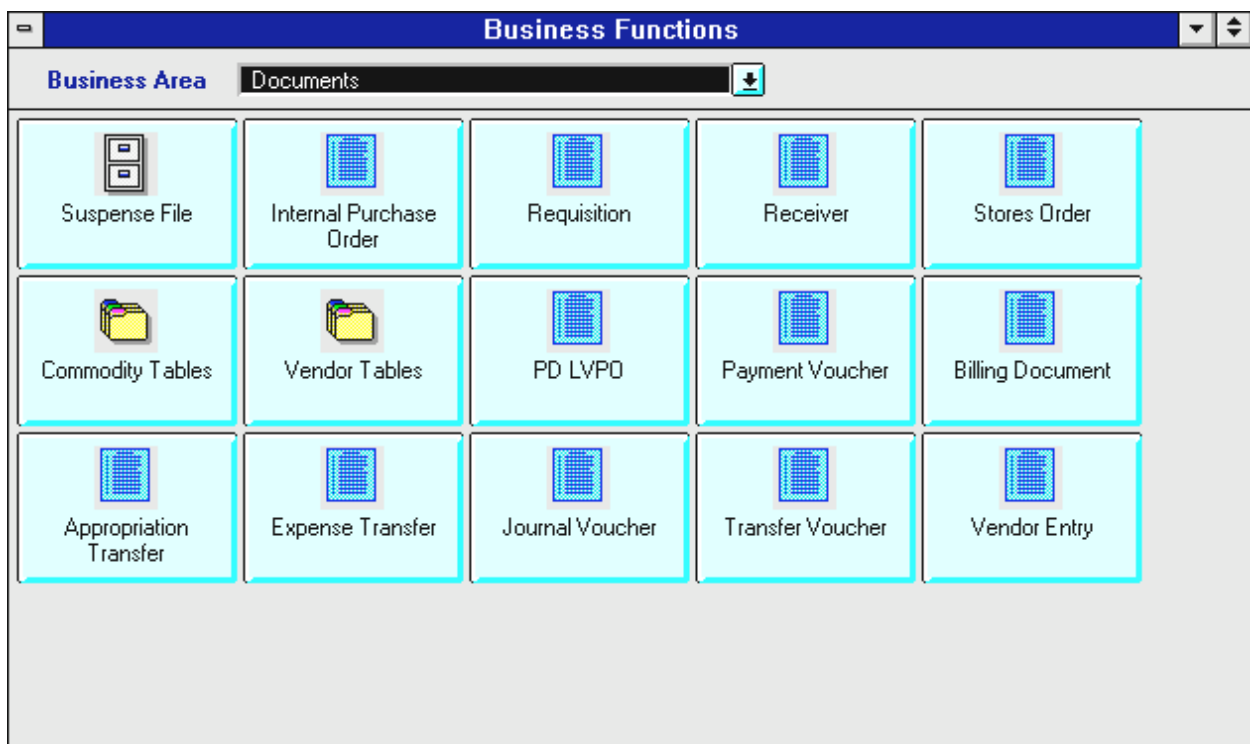 Business Functions
Business Area Documents
Suspense File
Internal Purchase
Order
Requisition
Receiver
Stores Order
Commodity Tables
Vendor Tables
PD LVPO
Payment Voucher
Billing Document
Appropriation
Transfer
Expense Transfer
Journal Voucher
Transfer Voucher
Vendor Entry